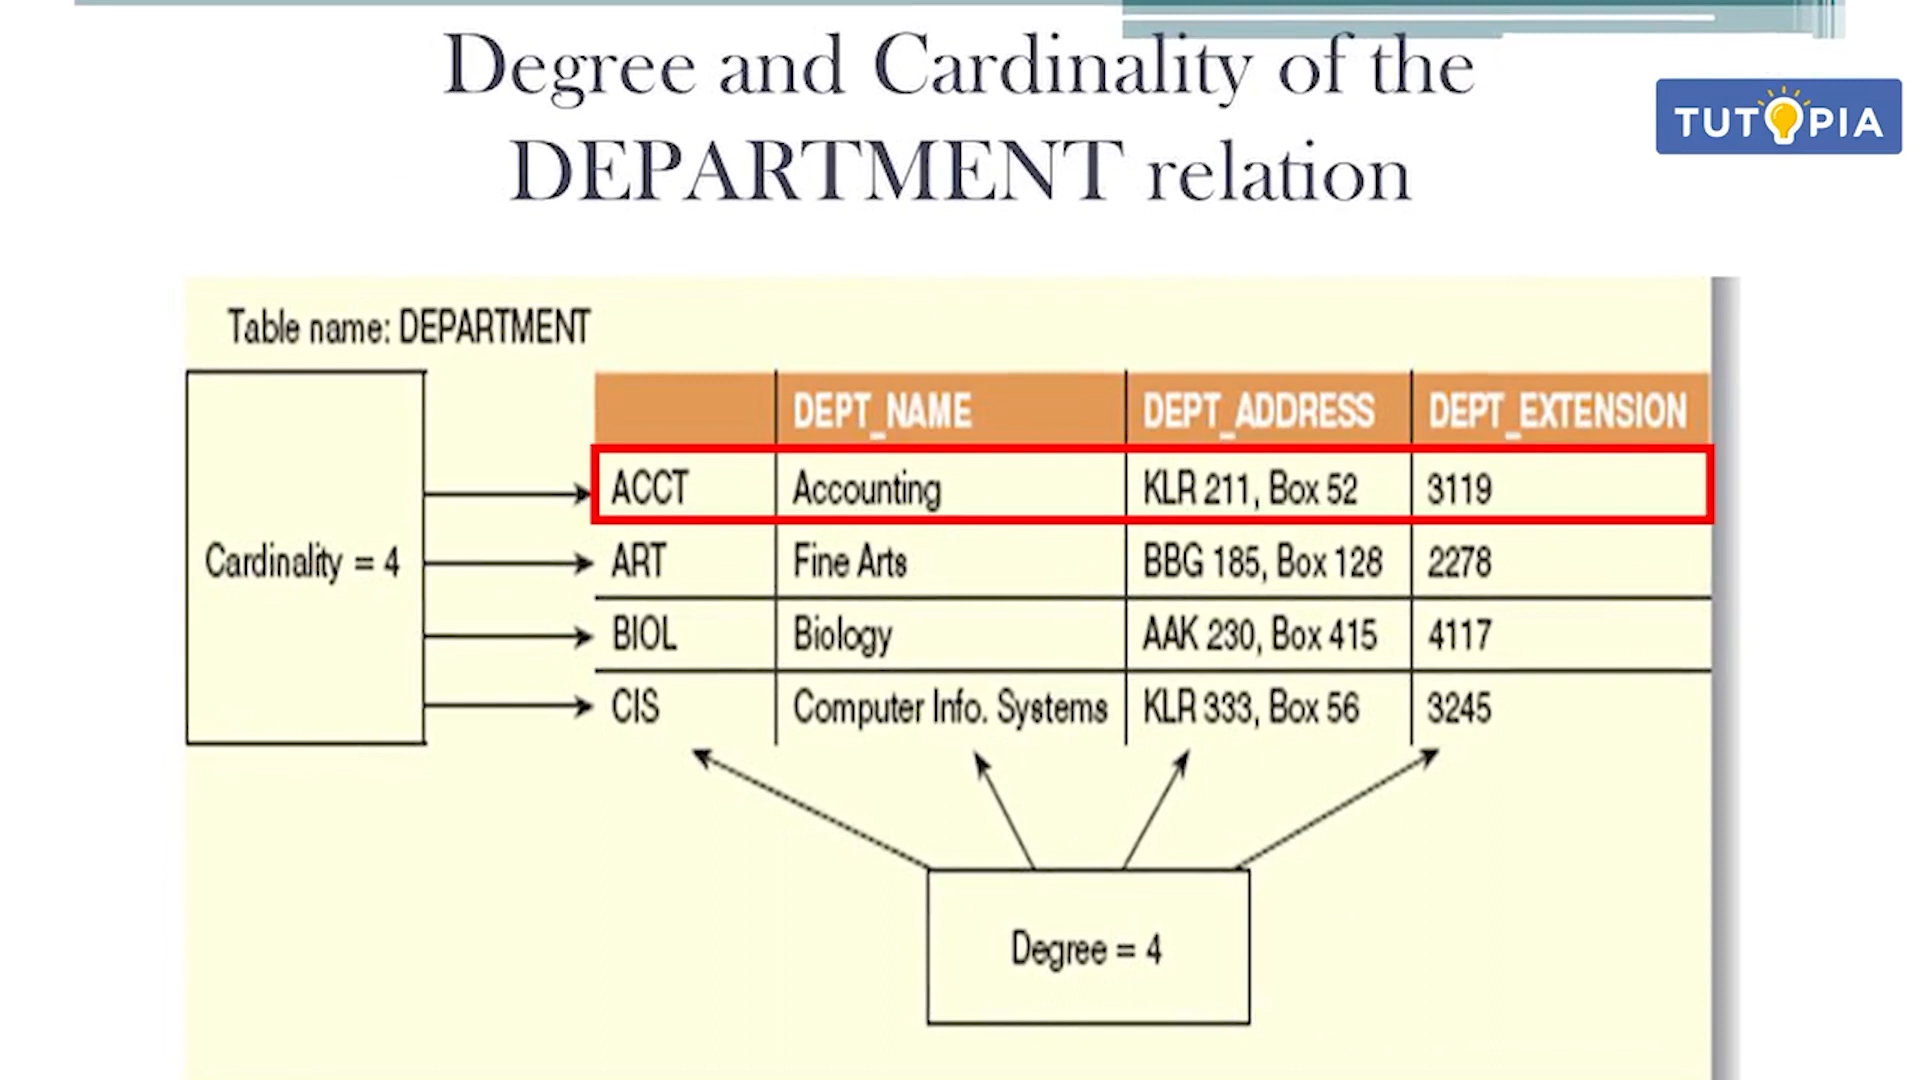 Degree and Cardinality of the
DEPARTMENT relation
TUTOPIA
Table name: DEPARTMENT
DEPT_NAME DEPT_ADDRESS DEPT_EXTENSION
ACCT Accounting KLR 211, Box 52 3119
Cardinality = 4 ART Fine Arts BBG 185, Box 128 2278
BIOL Biology AAK 230, Box 415 4117
CIS Computer Info. Systems KLR 333, Box 56 3245
Degree = 4